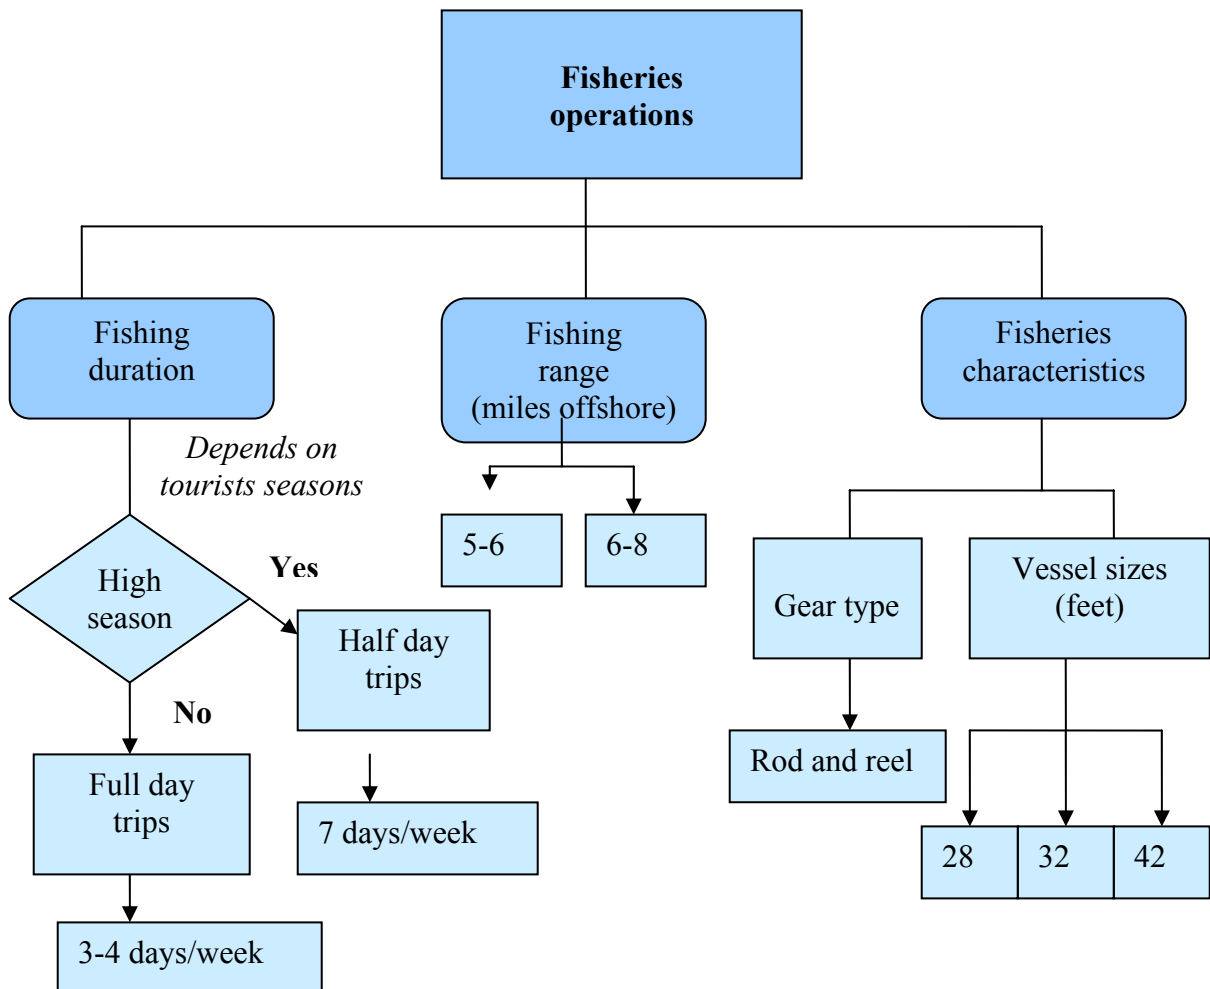 Fisheries
operations
Fishing
duration
Fishing
range
(miles offshore)
Fisheries
characteristics
Depends on
tourists seasons
5-6
6-8
High
season
Yes
No
Half day
trips
Gear type
Vessel sizes
(feet)
Full day
trips
7 days/week
Rod and reel
28
32
42
3-4 days/week